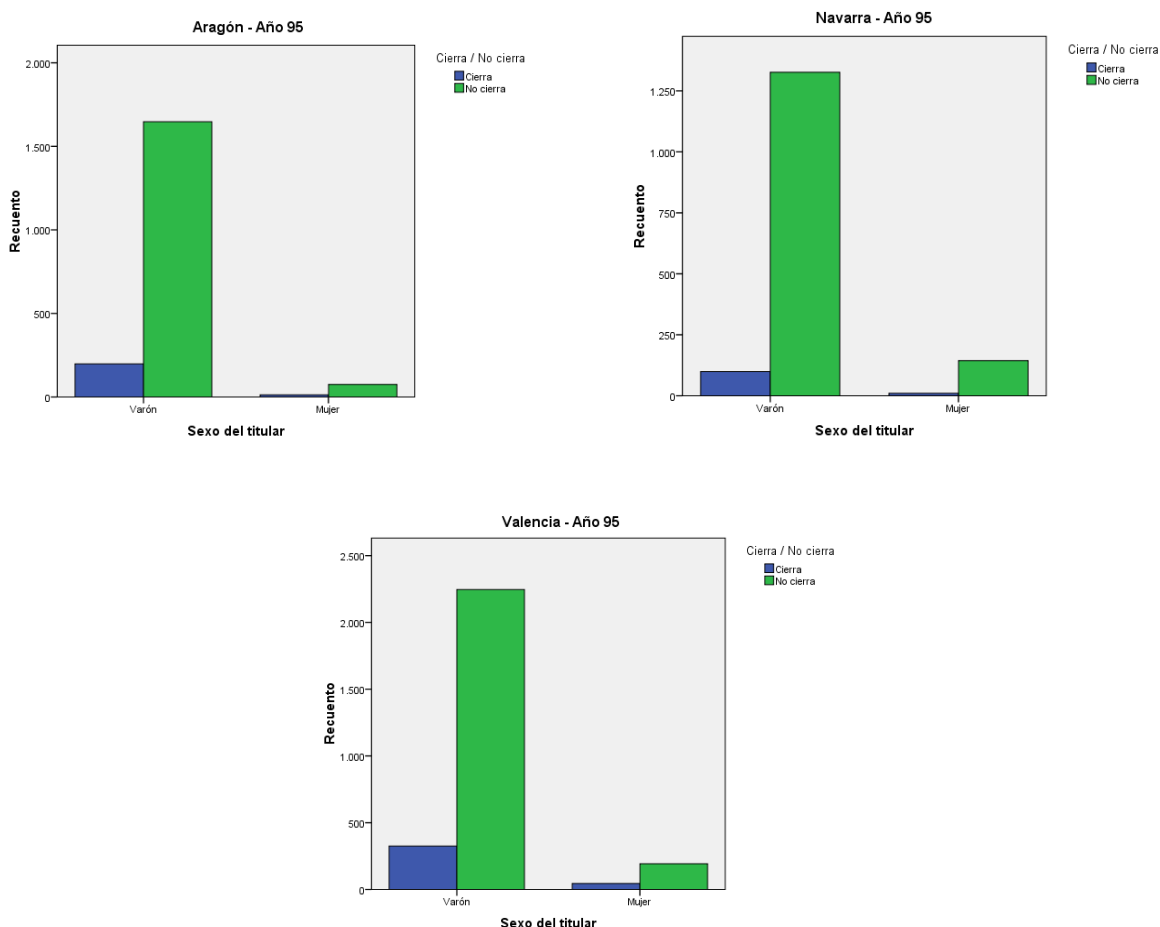 Aragón - Año 95
Cierra / No cierra
Cierra
No cierra
2.000
1.500
1.000
500
0
Recuento
Varón
Mujer
Sexo del titular
Navarra - Año 95
Cierra / No cierra
Cierra
No cierra
1.250
1.000
750
500
250
0
Recuento
Varón
Mujer
Sexo del titular
Valencia - Año 95
Cierra / No cierra
Cierra
No cierra
2.500
2.000
1.500
1.000
500
0
Recuento
Varón
Mujer
Sexo del titular